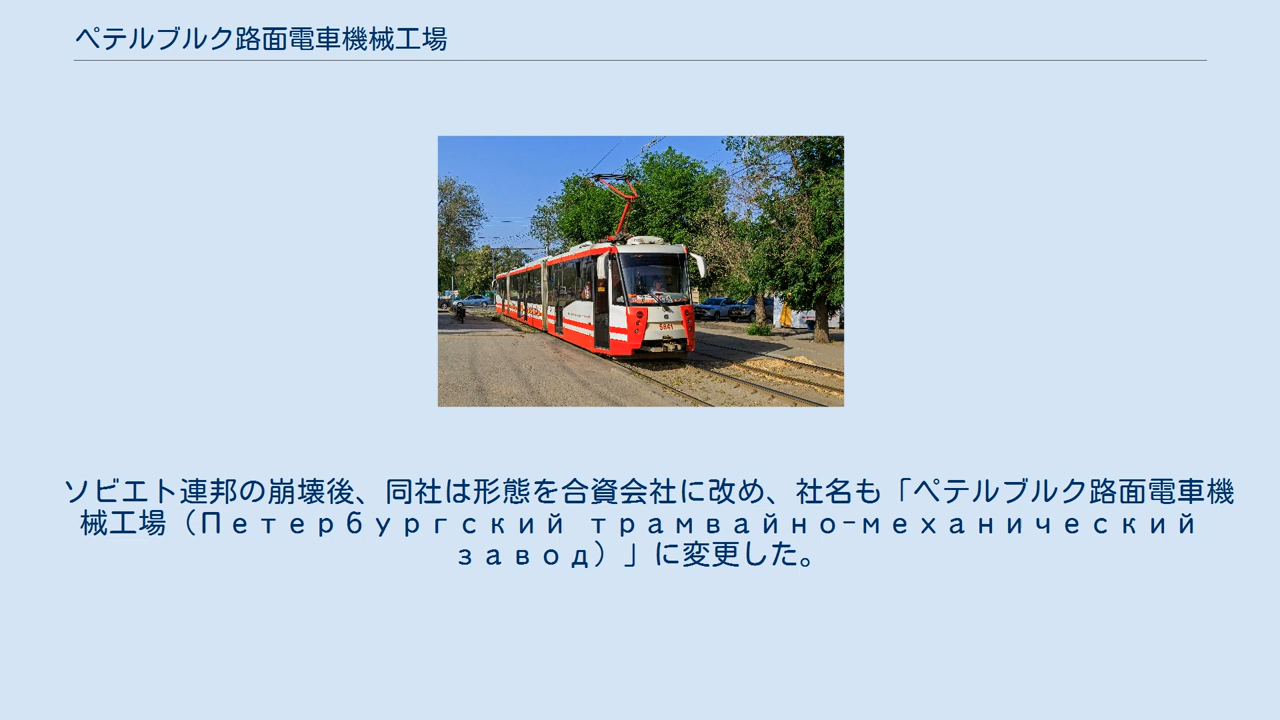 ペテルブルク路面電車機械工場
5841
ソビエト連邦の崩壊後、同社は形態を合資会社に改め、社名も「ペテルブルク路面電車機
械工場（Петербургский трамвайно-механический
завод）」に変更した。